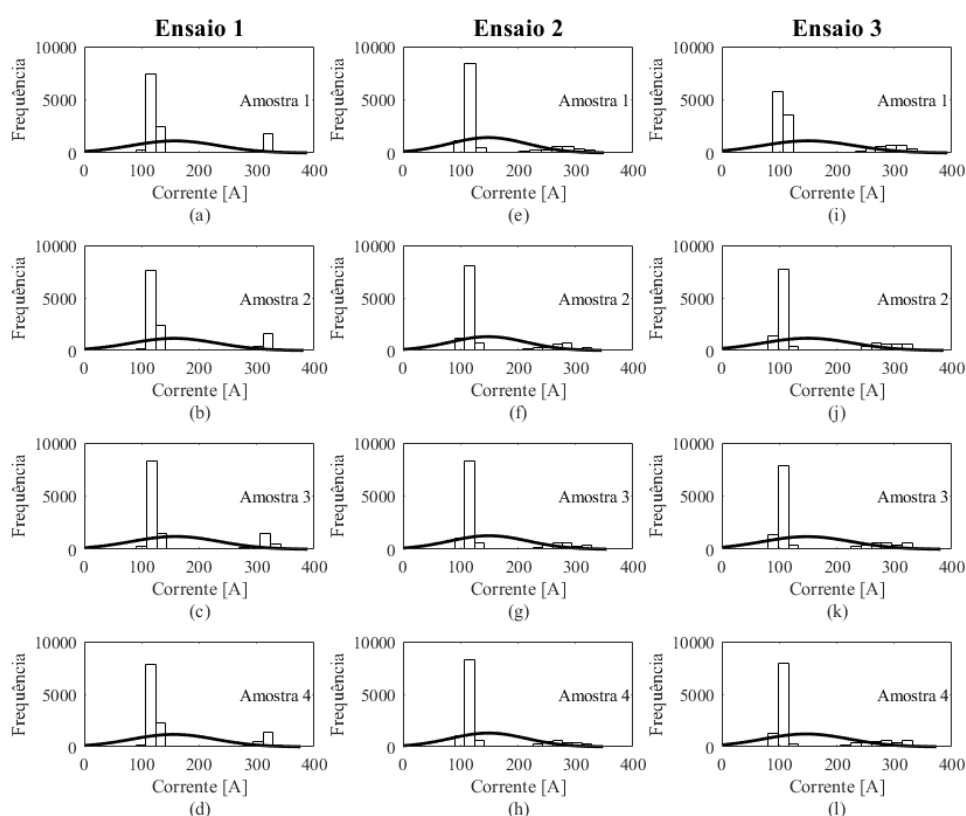 Ensaio 1 Ensaio 2 Ensaio 3
10000 10000 10000
Frequência Frequência Frequência
Amostra 1 Amostra 1 Amostra 1
5000 5000 5000
0 0 0
0 100 200 300 400 0 100 200 300 400 0 100 200 300 400
Corrente [A] Corrente [A] Corrente [A]
(a) (e) (i)
10000 10000 10000
Frequência Frequência Frequência
Amostra 2 Amostra 2 Amostra 2
5000 5000 5000
0 0 0
0 100 200 300 400 0 100 200 300 400 0 100 200 300 400
Corrente [A] Corrente [A] Corrente [A]
(b) (f) (j)
10000 10000 10000
Frequência Frequência Frequência
Amostra 3 Amostra 3 Amostra 3
5000 5000 5000
0 0 0
0 100 200 300 400 0 100 200 300 400 0 100 200 300 400
Corrente [A] Corrente [A] Corrente [A]
(c) (g) (k)
10000 10000 10000
Frequência Frequência Frequência
Amostra 4 Amostra 4 Amostra 4
5000 5000 5000
0 0 0
0 100 200 300 400 0 100 200 300 400 0 100 200 300 400
Corrente [A] Corrente [A] Corrente [A]
(d) (h) (l)